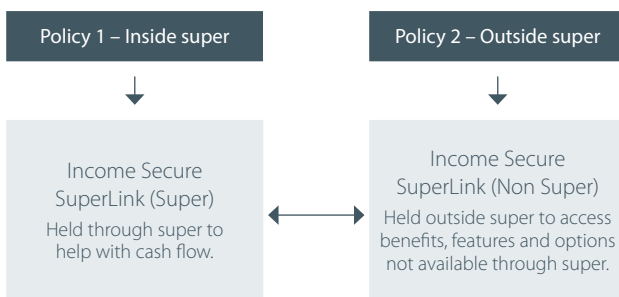 Policy 1 – Inside super
Policy 2 – Outside super
Income Secure
SuperLink (Super)
Held through super to
help with cash flow.
Income Secure
SuperLink (Non Super)
Held outside super to access
benefits, features and options
not available through super.